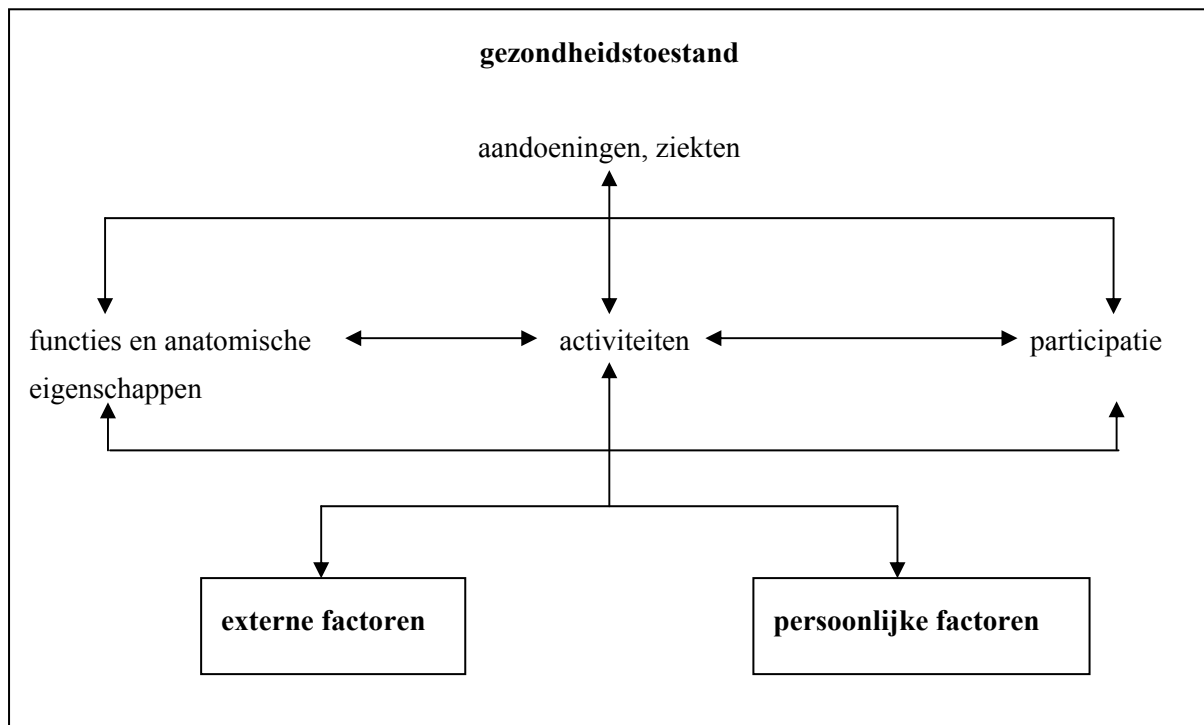 gezondheidstoestand
aandoeningen, ziekten
functies en anatomische
eigenschappen
activiteiten
participatie
externe factoren
persoonlijke factoren